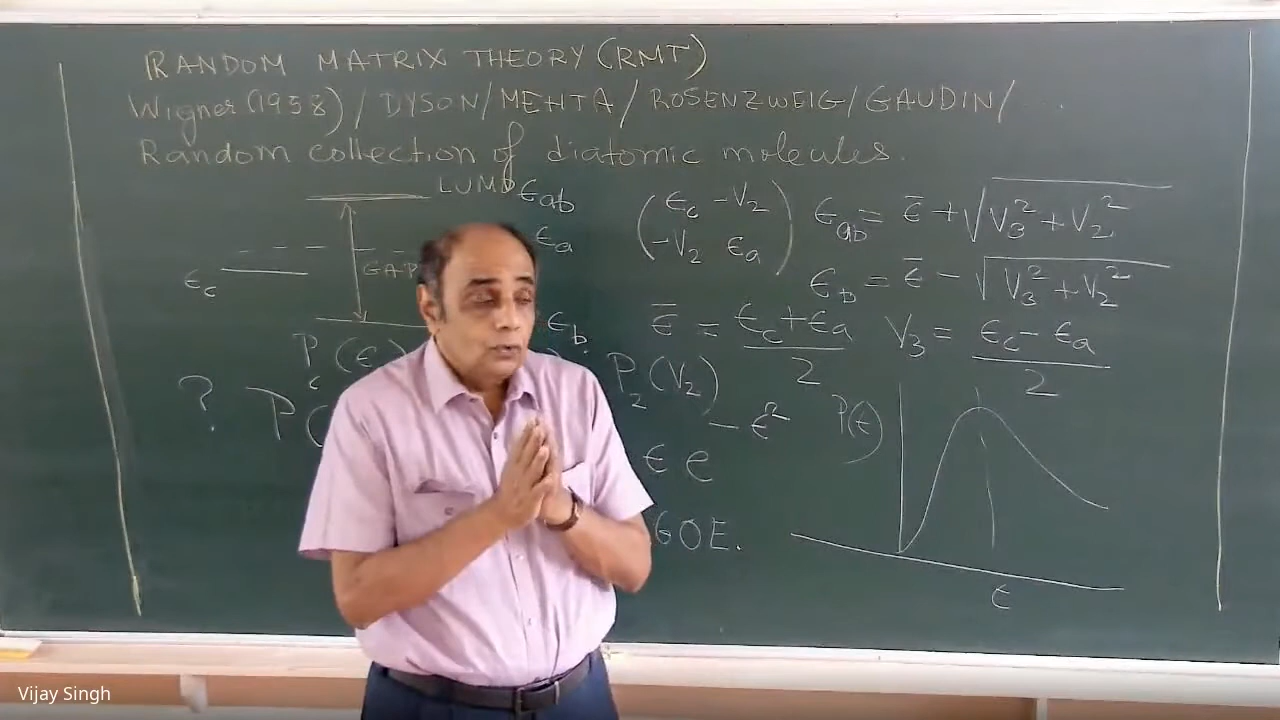 RANDOM MATRIX THEORY (RMT)
Wigner (1958) / DYSON / MEHTA / ROSENZWEIG / GAUDIN / ...
Random collection of diatomic molecules.
LUMO ϵab
ϵa
ϵc
GAP
ϵb
(ϵc -V2
-V2 ϵa)
ϵab = ϵ̄ + √(V3² + V2²)
ϵb = ϵ̄ - √(V3² + V2²)
ϵ̄ = (ϵc + ϵa)/2 V3 = (ϵc - ϵa)/2
Pc(ϵ) P2(V2)
? P(
ϵ e^-ϵ²
GOE.
P(ϵ)
ϵ
Vijay Singh